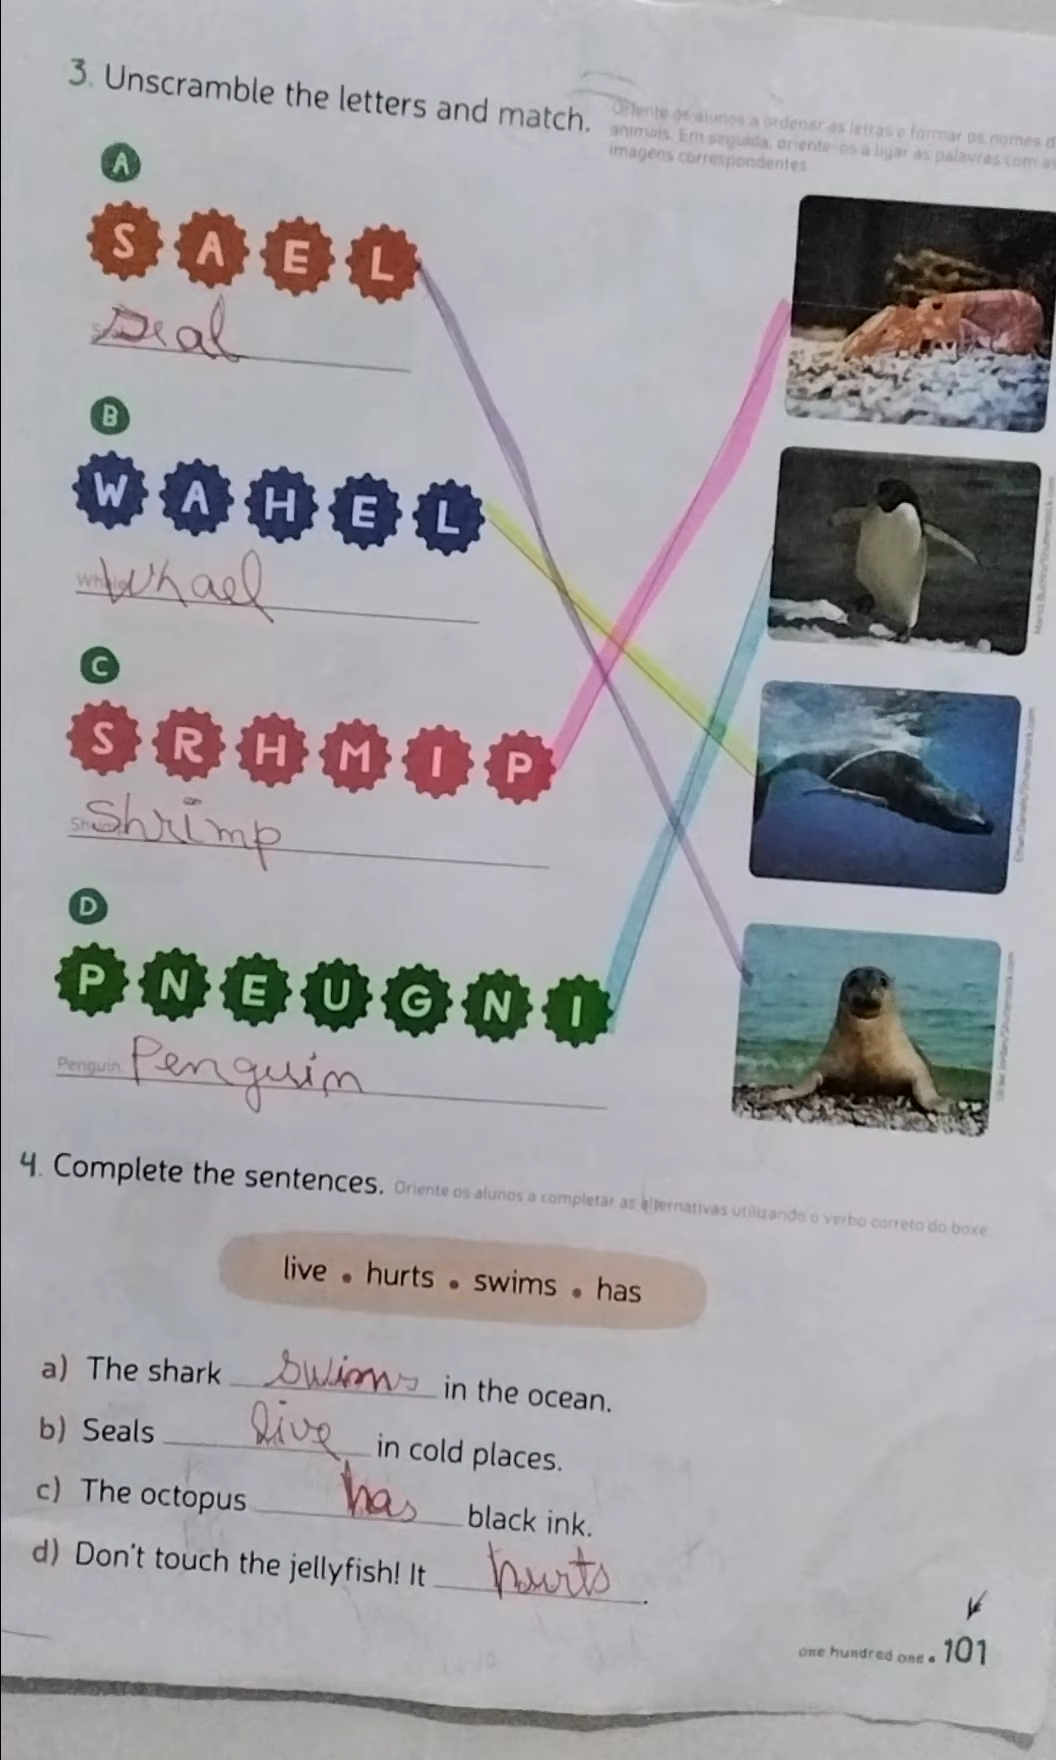 3. Unscramble the letters and match. Oriente os alunos a ordenar as letras e formar os nomes d
animais. Em seguida, oriente-os a ligar as palavras com as
imagens correspondentes
A
S A E L
Seal
B
W A H E L
Whael
C
S R H M I P
Shrimp
D
P N E U G N I
Penguin Penguin
4. Complete the sentences. Oriente os alunos a completar as alternativas utilizando o verbo correto do boxe.
live • hurts • swims • has
a) The shark swims in the ocean.
b) Seals live in cold places.
c) The octopus has black ink.
d) Don't touch the jellyfish! It hurts.
one hundred one • 101